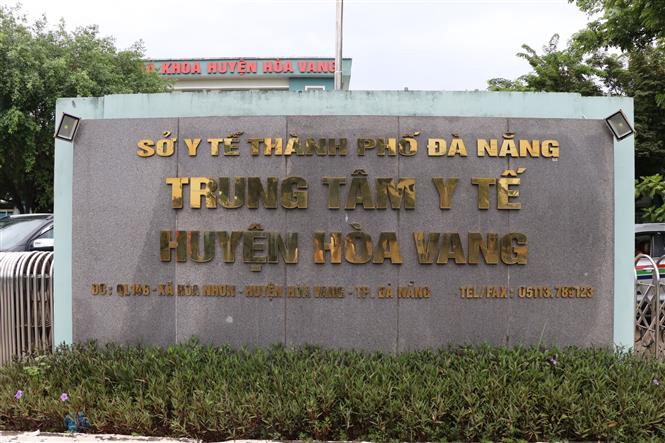 KHOA HUYỆN HÒA VANG
SỞ Y TẾ THÀNH PHỐ ĐÀ NẴNG
TRUNG TÂM Y TẾ
HUYỆN HÒA VANG
ĐC : QL14B - XÃ HÒA NHƠN - HUYỆN HÒA VANG - TP. ĐÀ NẴNG TEL/FAX : 05113.789123